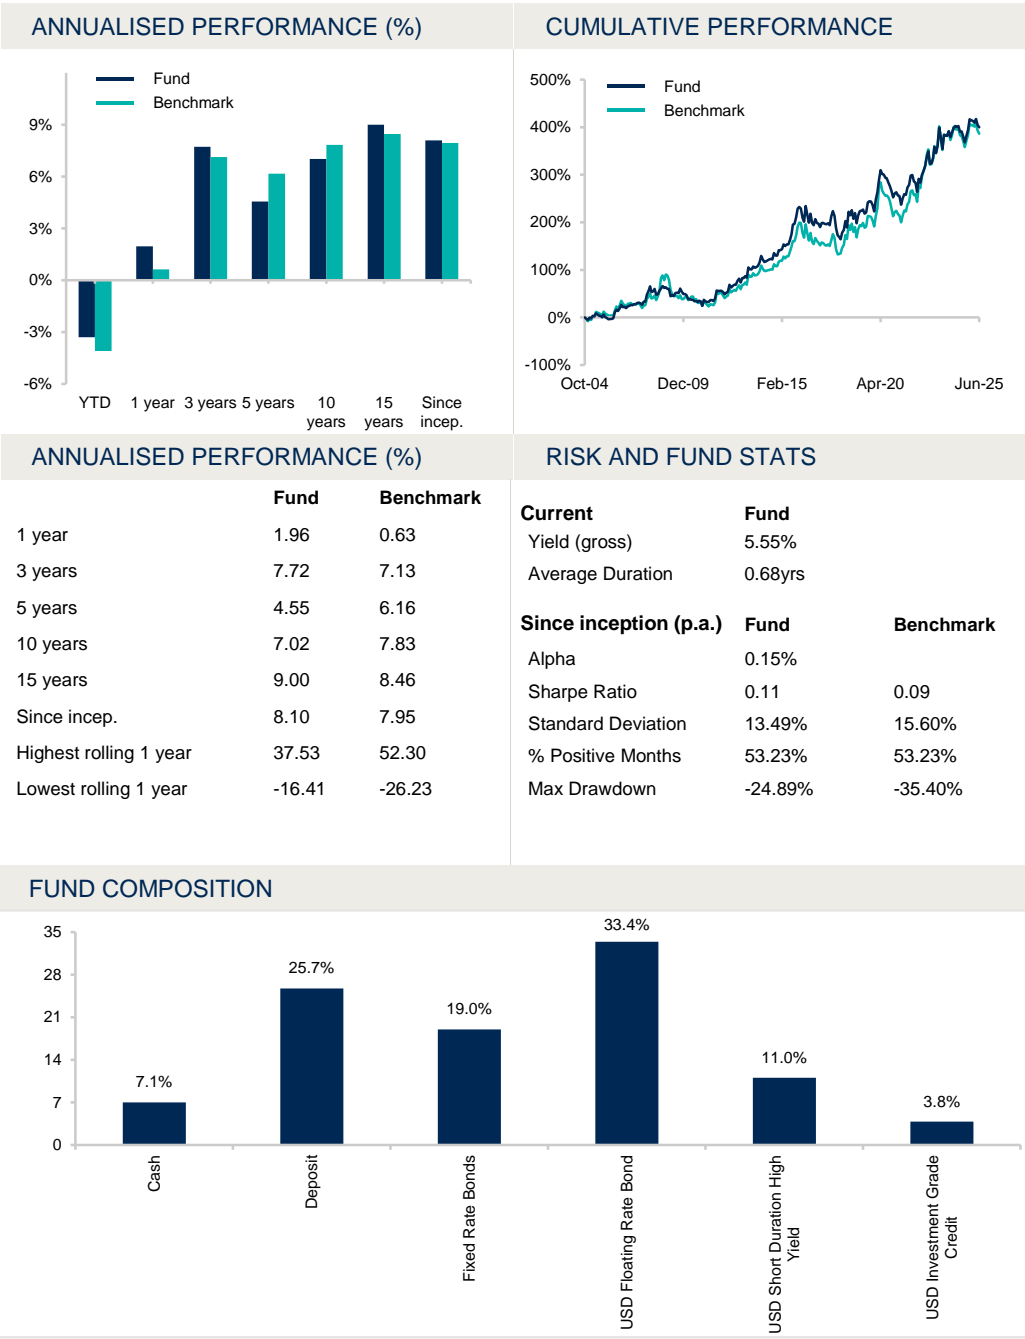 ANNUALISED PERFORMANCE (%)
Fund
Benchmark
9%
6%
3%
0%
-3%
-6%
YTD 1 year 3 years 5 years 10 years 15 years Since incep.
CUMULATIVE PERFORMANCE
500%
Fund
Benchmark
400%
300%
200%
100%
0%
-100%
Oct-04 Dec-09 Feb-15 Apr-20 Jun-25
ANNUALISED PERFORMANCE (%)
Fund Benchmark
1 year 1.96 0.63
3 years 7.72 7.13
5 years 4.55 6.16
10 years 7.02 7.83
15 years 9.00 8.46
Since incep. 8.10 7.95
Highest rolling 1 year 37.53 52.30
Lowest rolling 1 year -16.41 -26.23
RISK AND FUND STATS
Current Fund
Yield (gross) 5.55%
Average Duration 0.68yrs
Since inception (p.a.) Fund Benchmark
Alpha 0.15%
Sharpe Ratio 0.11 0.09
Standard Deviation 13.49% 15.60%
% Positive Months 53.23% 53.23%
Max Drawdown -24.89% -35.40%
FUND COMPOSITION
35
28
21
14
7
0
7.1%
25.7%
19.0%
33.4%
11.0%
3.8%
Cash
Deposit
Fixed Rate Bonds
USD Floating Rate Bond
USD Short Duration High
Yield
USD Investment Grade
Credit